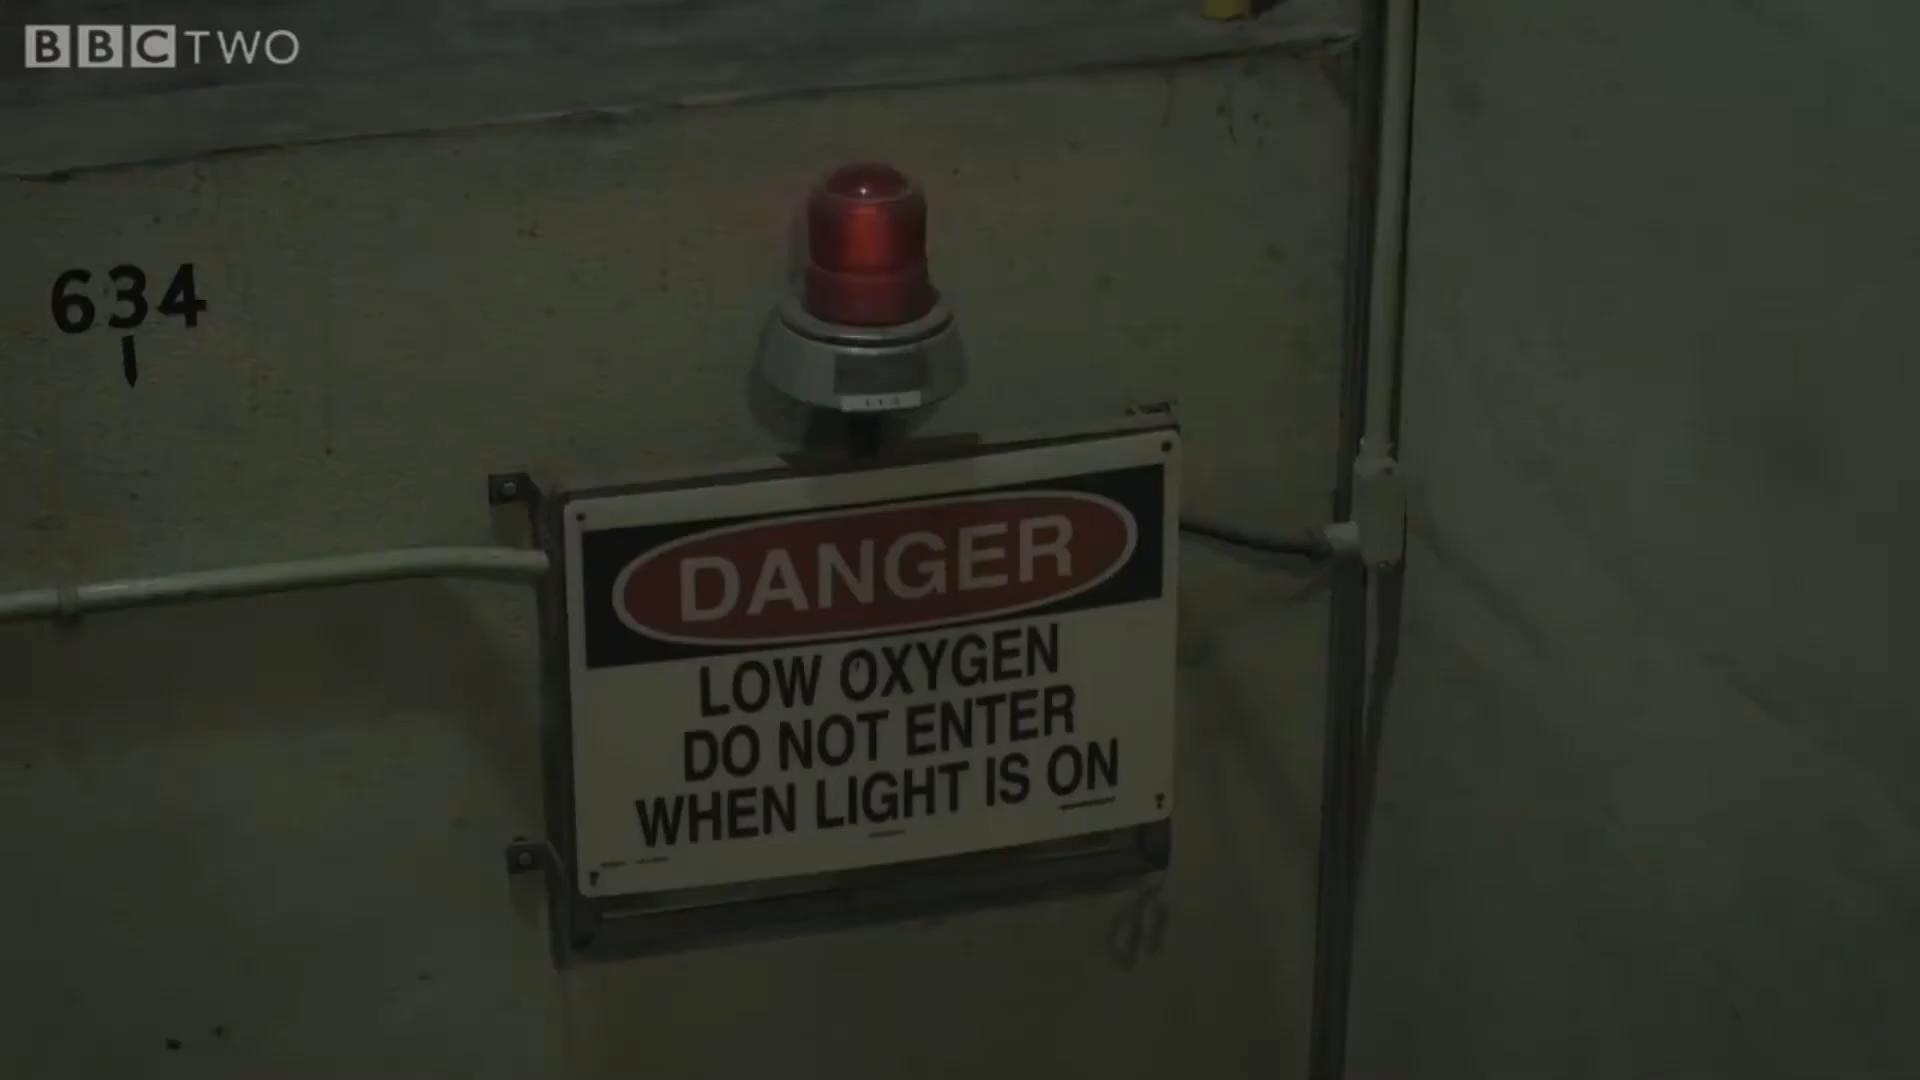 BBC TWO
634
DANGER
LOW OXYGEN
DO NOT ENTER
WHEN LIGHT IS ON